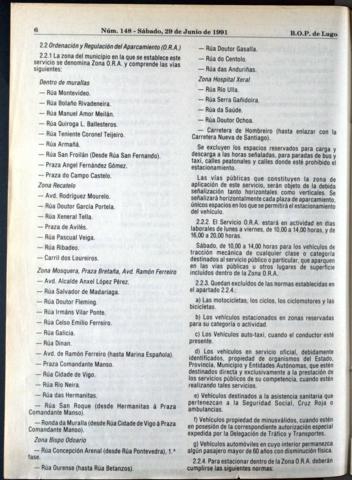 6 Núm. 148 - Sábado, 29 de Junio de 1991 B.O.P. de Lugo
2.2 Ordenación y Regulación del Aparcamiento (O.R.A.)
2.2.1 La zona del municipio en la que se establece el
servicio se denomina Zona O.R.A. y comprende las vías
siguientes:
Dentro de murallas
— Rúa Montevideo.
— Rúa Bolaño Rivadeneira.
— Rúa Manuel Amor Meilán.
— Rúa Quiroga L. Ballesteros.
— Rúa Teniente Coronel Teijeiro.
— Rúa Armañá.
— Rúa San Froilán (Desde Rúa San Fernando).
— Praza Angel Fernández Gómez.
— Praza do Campo Castelo.
Zona Recatelo
— Avd. Rodríguez Mourelo.
— Rúa Doctor García Portela.
— Rúa Xeneral Tella.
— Praza de Avilés.
— Rúa Pascual Veiga.
— Rúa Ribadeo.
— Carril dos Loureiros.
Zona Mosquera, Praza Bretaña, Avd. Ramón Ferreiro
— Avd. Alcalde Anxel López Pérez.
— Rúa Salvador de Madariaga.
— Rúa Doutor Fleming.
— Rúa Irmáns Vilar Ponte.
— Rúa Celso Emilio Ferreiro.
— Rúa Galicia.
— Rúa Dinan.
— Avd. de Ramón Ferreiro (hasta Marina Española).
— Praza Comandante Manso.
— Rúa Cidade de Vigo.
— Rúa Río Neira.
— Rúa das Hermanitas.
— Rúa San Roque (desde Hermanitas á Praza
Comandante Manso).
— Ronda da Muralla (desde Rúa Cidade de Vigo á Praza
Comandante Manso).
Zona Bispo Odoario
— Rúa Concepción Arenal (desde Rúa Pontevedra), 1.ª
fase.
— Rúa Ourense (hasta Rúa Betanzos).
— Rúa Doutor Gasalla.
— Rúa do Centolo.
— Rúa das Anduriñas.
Zona Hospital Xeral
— Rúa Río Ulla.
— Rúa Serra Gañidoira.
— Rúa da Saúde.
— Rúa Doutor Ochoa.
— Carretera de Hombreiro (hasta enlazar con la
Carretera Nueva de Santiago).
Se excluyen los espacios reservados para carga y
descarga a las horas señaladas, para paradas de bus y
taxi, calles peatonales y calles donde esté prohibido el
estacionamiento.
Las vías públicas que constituyen la zona de
aplicación de este servicio, serán objeto de la debida
señalización tanto horizontales como verticales. Se
señalizará horizontalmente cada plaza de aparcamiento,
únicos espacios en los que se permitirá el estacionamiento
del vehículo.
2.2.2. El Servicio O.R.A. estará en actividad en días
laborales de lunes a viernes, de 10,00 a 14,00 horas, y de
16,00 a 20,00 horas.
Sábado, de 10,00 a 14,00 horas para los vehículos de
tracción mecánica de cualquier clase o categoría
destinados al servicio público o particular, que aparquen
en las vías públicas u otros lugares de superficie
incluidos dentro de la Zona O.R.A.
2.2.3. Quedan excluidos de las normas establecidas en
el apartado 2.2.4.:
a) Las motocicletas, los ciclos, los ciclomotores y las
bicicletas.
b) Los vehículos estacionados en zonas reservadas
para su categoría o actividad.
c) Los Vehículos auto-taxi, cuando el conductor esté
presente.
d) Los vehículos en servicio oficial, debidamente
identificados, propiedad de organismos del Estado,
Provincia, Municipio y Entidades Autónomas, que estén
destinados directa y exclusivamente a la prestación de
los servicios públicos de su competencia, cuando estén
realizando tales servicios.
e) Vehículos destinados a la asistencia sanitaria que
pertenezcan a la Seguridad Social, Cruz Roja o
ambulancias.
f) Vehículos propiedad de minusválidos, cuando estén
en posesión de la correspondiente autorización especial
expedida por la Delegación de Tráfico y Transportes.
g) Vehículos automóviles en cuyo interior permanezca
algún pasajero mayor de 60 años con disminución física.
2.2.4 Para estacionar dentro de la Zona O.R.A. deberán
cumplirse las siguientes normas: